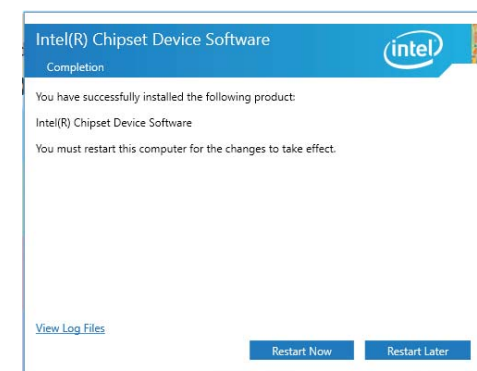 Intel(R) Chipset Device Software
intel
Completion
You have successfully installed the following product:
Intel(R) Chipset Device Software
You must restart this computer for the changes to take effect.
View Log Files
Restart Now
Restart Later